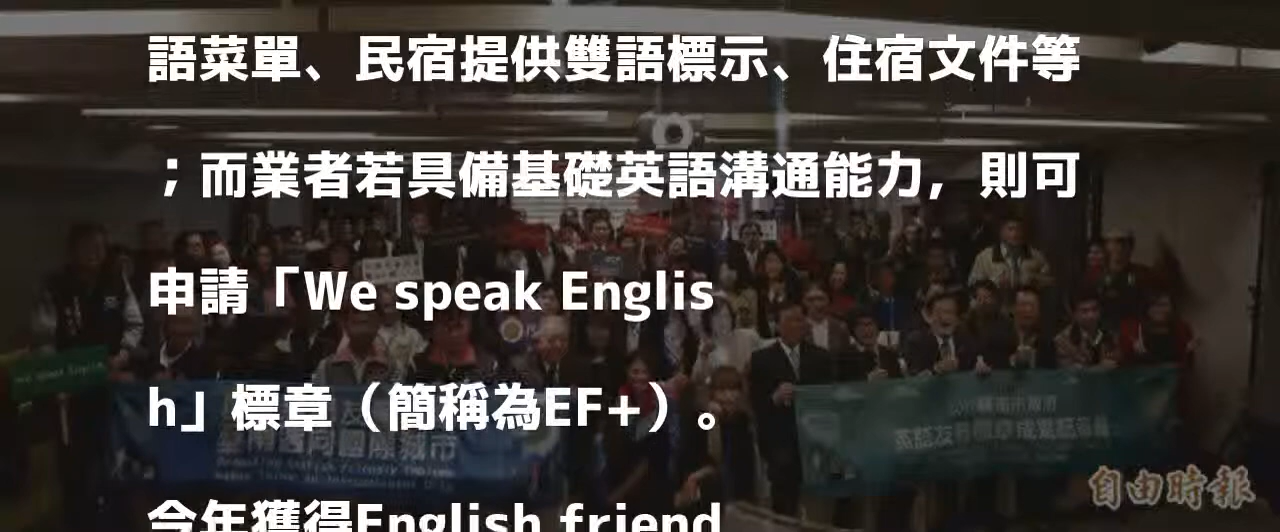 語菜單、民宿提供雙語標示、住宿文件等
；而業者若具備基礎英語溝通能力，則可
申請「We speak Englis
h」標章（簡稱為EF+）。
今年獲得English friend
自由時報